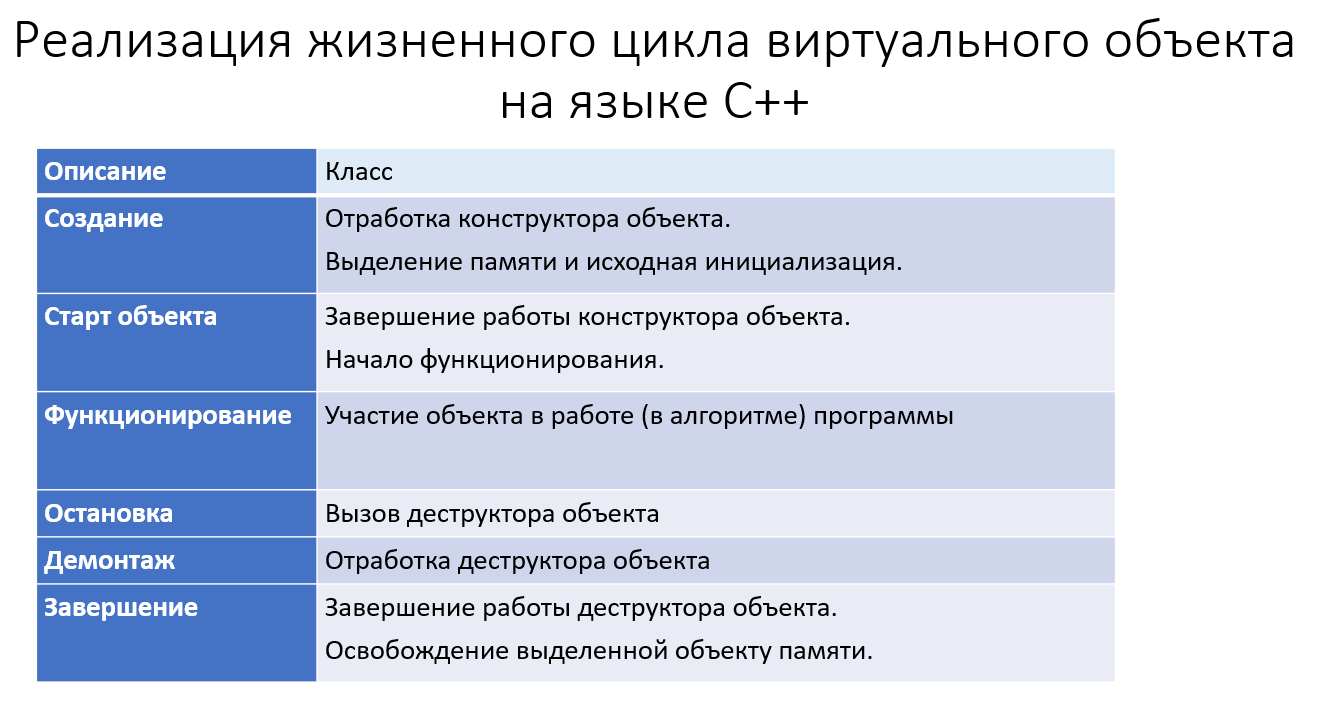 Реализация жизненного цикла виртуального объекта
на языке С++
Описание
Класс
Создание
Отработка конструктора объекта.
Выделение памяти и исходная инициализация.
Старт объекта
Завершение работы конструктора объекта.
Начало функционирования.
Функционирование
Участие объекта в работе (в алгоритме) программы
Остановка
Вызов деструктора объекта
Демонтаж
Отработка деструктора объекта
Завершение
Завершение работы деструктора объекта.
Освобождение выделенной объекту памяти.